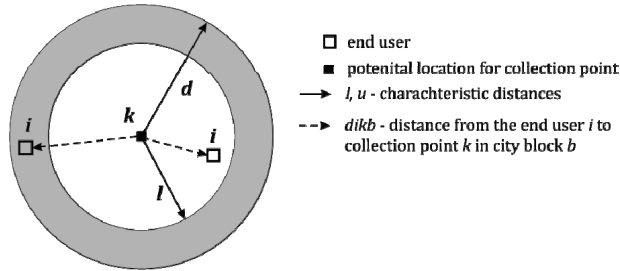 d
k
i
i
l
end user
potenital location for collection point
l, u - charachteristic distances
dikb - distance from the end user i to
collection point k in city block b